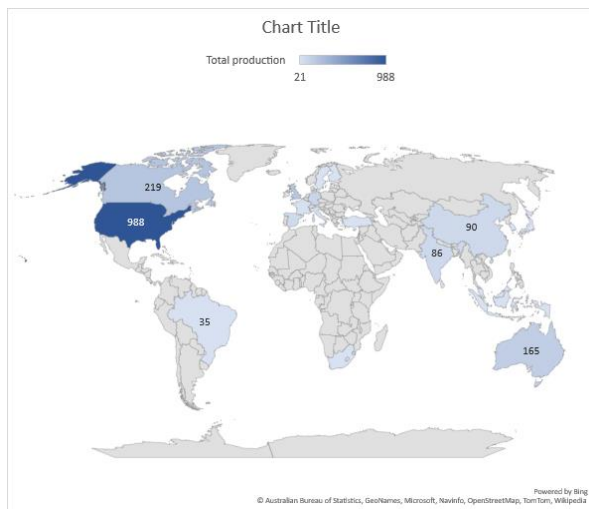 Chart Title
Total production
21 988
219
988
90
86
35
165
Powered by Bing
© Australian Bureau of Statistics, GeoNames, Microsoft, Navinfo, OpenStreetMap, TomTom, Wikipedia